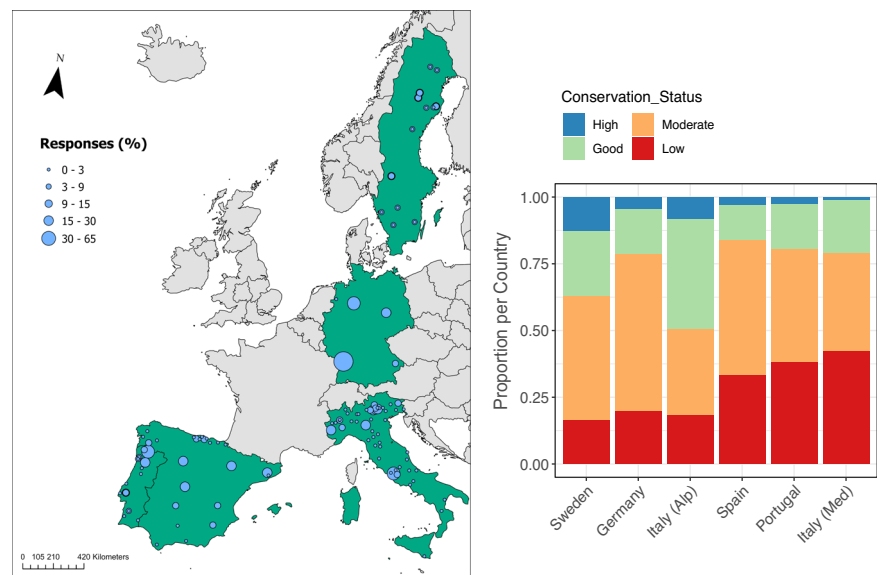 N
Responses (%)
0 - 3
3 - 9
9 - 15
15 - 30
30 - 65
0 105 210 420 Kilometers
Conservation_Status
High Moderate
Good Low
Proportion per Country
1.00
0.75
0.50
0.25
0.00
Sweden
Germany
Italy (Alp)
Spain
Portugal
Italy (Med)